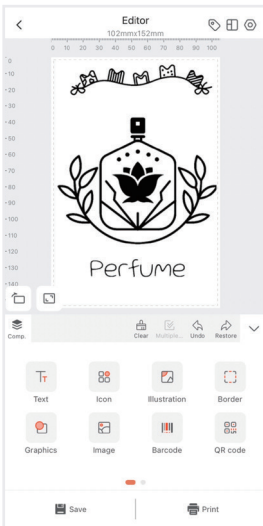 Editor
102mmx152mm
0 10 20 30 40 50 60 70 80 90 100
0
10
20
30
40
50
60
70
80
90
100
110
120
130
140
Perfume
Comp.
Clear Multiple... Undo Restore
Text Icon Illustration Border
Graphics Image Barcode QR code
Save Print